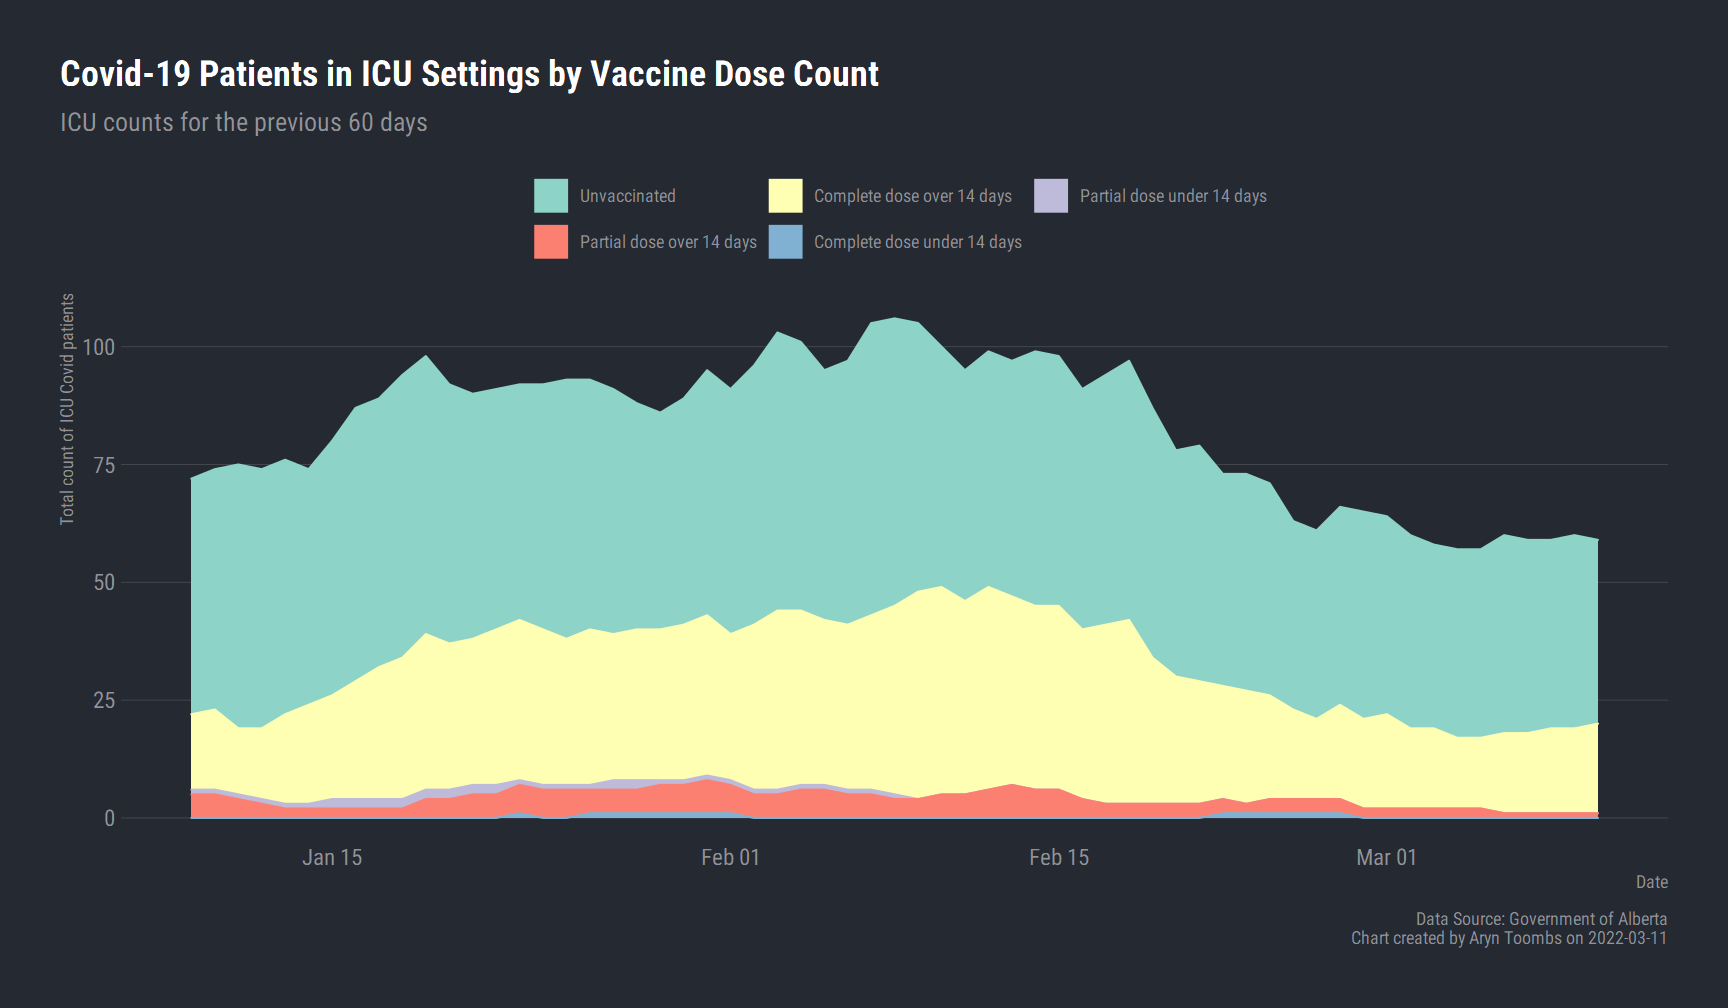 Covid-19 Patients in ICU Settings by Vaccine Dose Count
ICU counts for the previous 60 days
Unvaccinated
Complete dose over 14 days
Partial dose under 14 days
Partial dose over 14 days
Complete dose under 14 days
Total count of ICU Covid patients
100
75
50
25
0
Jan 15
Feb 01
Feb 15
Mar 01
Date
Data Source: Government of Alberta
Chart created by Aryn Toombs on 2022-03-11